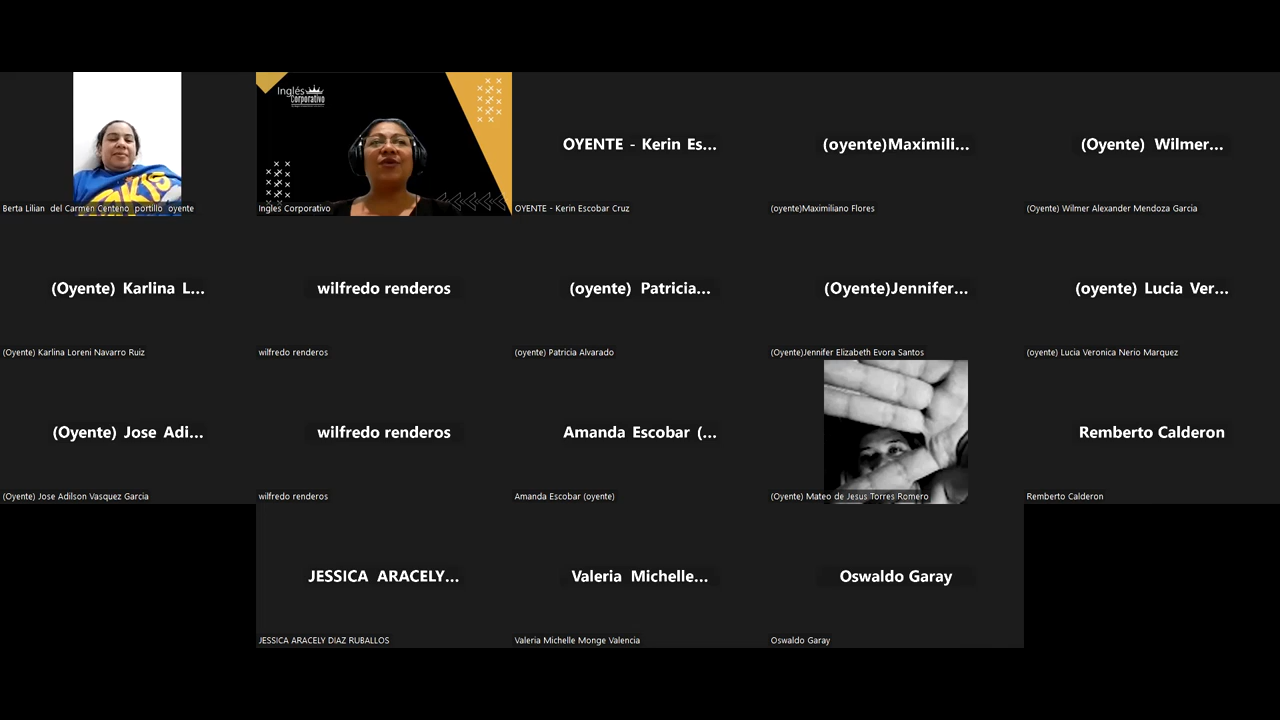 Inglés
Corporativo
Berta Lilian del Carmen Centeno portillo oyente
Ingles Corporativo
OYENTE - Kerin Es...
OYENTE - Kerin Escobar Cruz
(oyente)Maximili...
(oyente)Maximiliano Flores
(Oyente) Wilmer...
(Oyente) Wilmer Alexander Mendoza Garcia
(Oyente) Karlina L...
(Oyente) Karlina Loreni Navarro Ruiz
wilfredo renderos
wilfredo renderos
(oyente) Patricia...
(oyente) Patricia Alvarado
(Oyente)Jennifer...
(Oyente)Jennifer Elizabeth Evora Santos
(oyente) Lucia Ver...
(oyente) Lucia Veronica Nerio Marquez
(Oyente) Jose Adi...
(Oyente) Jose Adilson Vasquez Garcia
wilfredo renderos
wilfredo renderos
Amanda Escobar (...
Amanda Escobar (oyente)
(Oyente) Mateo de Jesus Torres Romero
Remberto Calderon
Remberto Calderon
JESSICA ARACELY...
JESSICA ARACELY DIAZ RUBALLOS
Valeria Michelle...
Valeria Michelle Monge Valencia
Oswaldo Garay
Oswaldo Garay